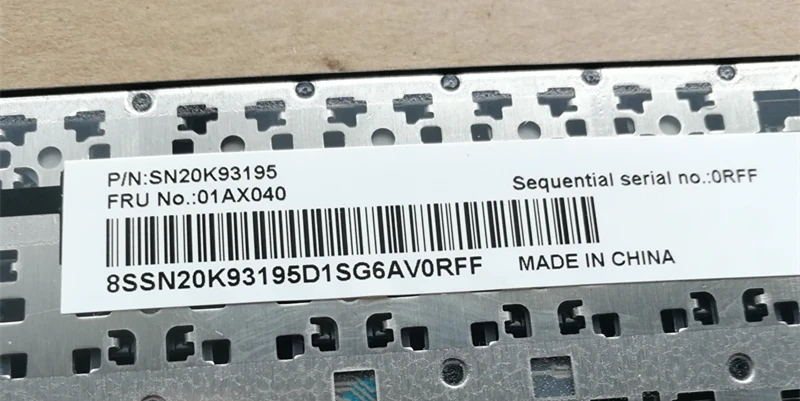 P/N:SN20K93195
FRU No.:01AX040
Sequential serial no.:0RFF
8SSN20K93195D1SG6AV0RFF
MADE IN CHINA